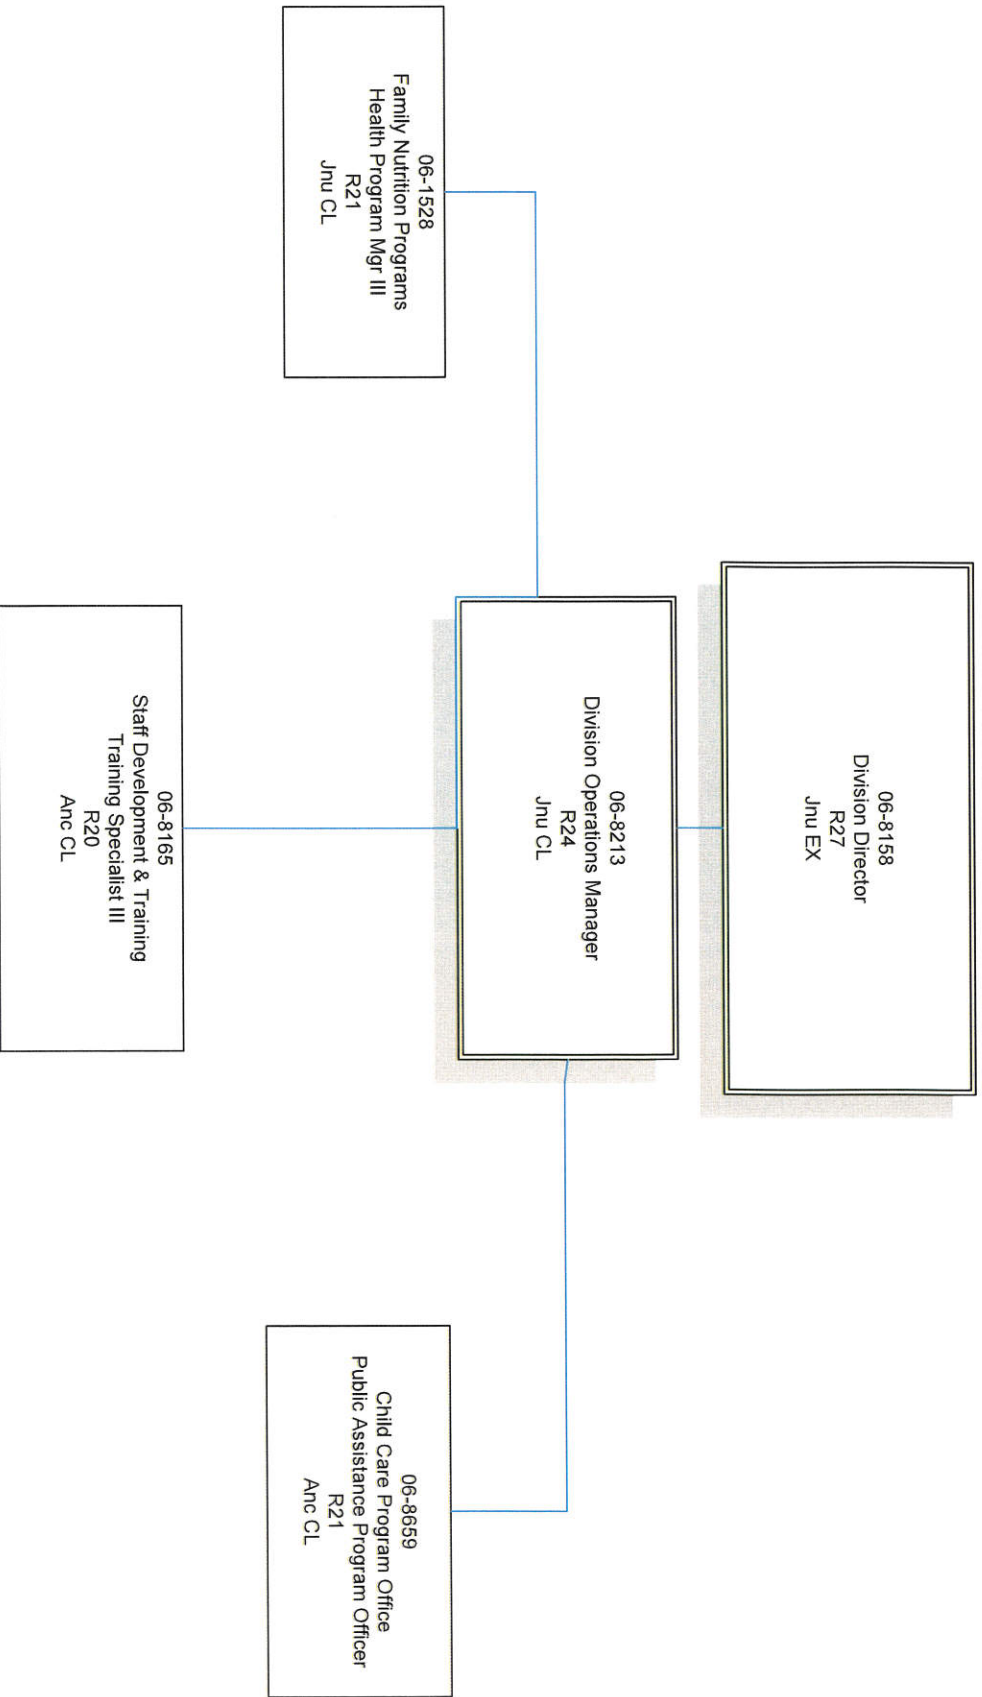 06-8158
Division Director
R27
Jnu EX
06-8213
Division Operations Manager
R24
Jnu CL
06-1528
Family Nutrition Programs
Health Program Mgr III
R21
Jnu CL
06-8165
Staff Development & Training
Training Specialist III
R20
Anc CL
06-8659
Child Care Program Office
Public Assistance Program Officer
R21
Anc CL